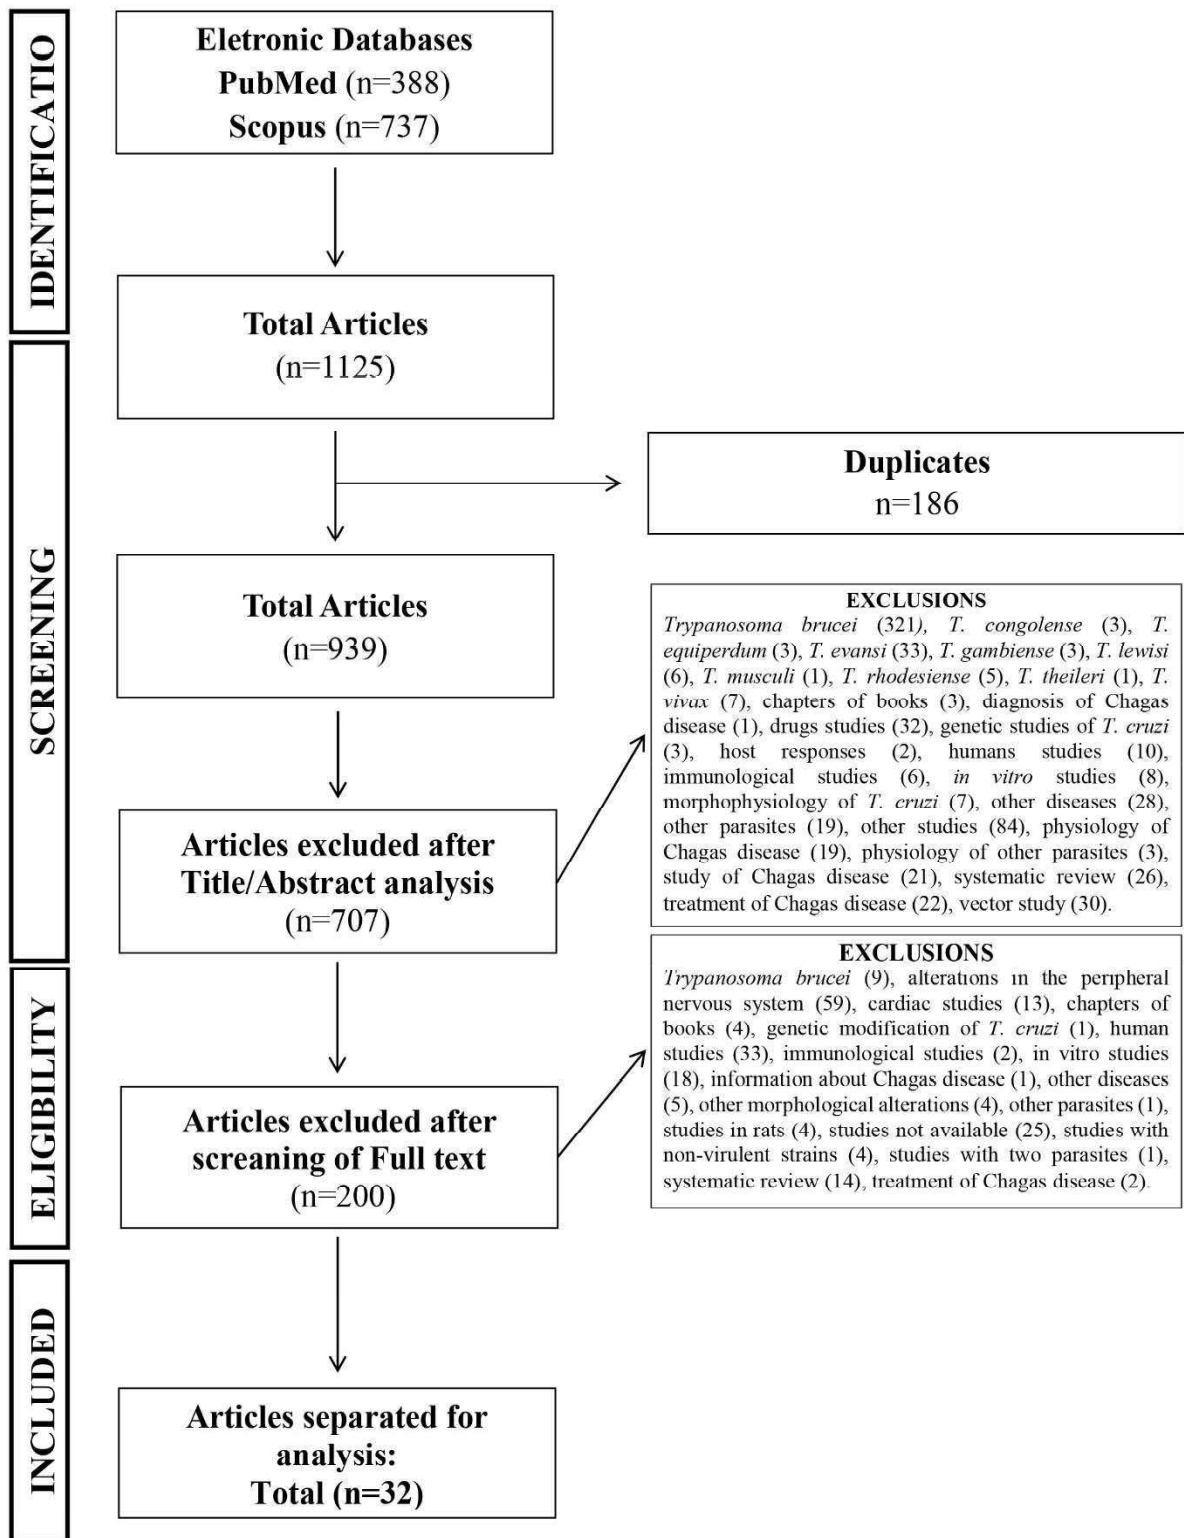 IDENTIFICATIO
Eletronic Databases
PubMed (n=388)
Scopus (n=737)
Total Articles
(n=1125)
SCREENING
Duplicates
n=186
Total Articles
(n=939)
EXCLUSIONS
Trypanosoma brucei (321), T. congolense (3), T.
equiperdum (3), T. evansi (33), T. gambiense (3), T. lewisi
(6), T. musculi (1), T. rhodesiense (5), T. theileri (1), T.
vivax (7), chapters of books (3), diagnosis of Chagas
disease (1), drugs studies (32), genetic studies of T. cruzi
(3), host responses (2), humans studies (10),
immunological studies (6), in vitro studies (8),
morphophysiology of T. cruzi (7), other diseases (28),
other parasites (19), other studies (84), physiology of
Chagas disease (19), physiology of other parasites (3),
study of Chagas disease (21), systematic review (26),
treatment of Chagas disease (22), vector study (30).
Articles excluded after
Title/Abstract analysis
(n=707)
ELIGIBILITY
EXCLUSIONS
Trypanosoma brucei (9), alterations in the peripheral
nervous system (59), cardiac studies (13), chapters of
books (4), genetic modification of T. cruzi (1), human
studies (33), immunological studies (2), in vitro studies
(18), information about Chagas disease (1), other diseases
(5), other morphological alterations (4), other parasites (1),
studies in rats (4), studies not available (25), studies with
non-virulent strains (4), studies with two parasites (1),
systematic review (14), treatment of Chagas disease (2).
Articles excluded after
screaning of Full text
(n=200)
INCLUDED
Articles separated for
analysis:
Total (n=32)